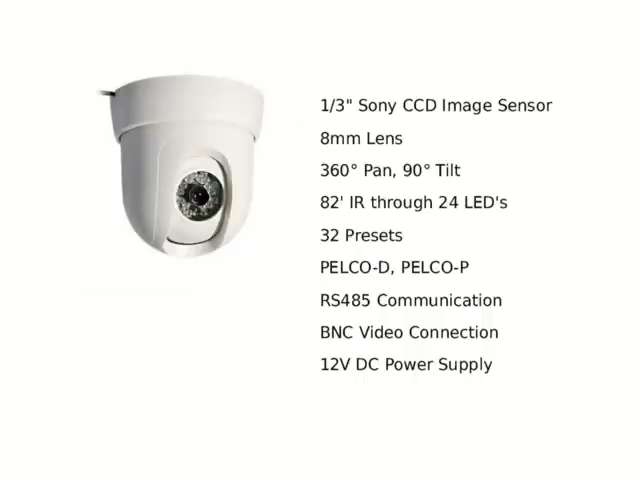 1/3" Sony CCD Image Sensor
8mm Lens
360° Pan, 90° Tilt
82' IR through 24 LED's
32 Presets
PELCO-D, PELCO-P
RS485 Communication
BNC Video Connection
12V DC Power Supply